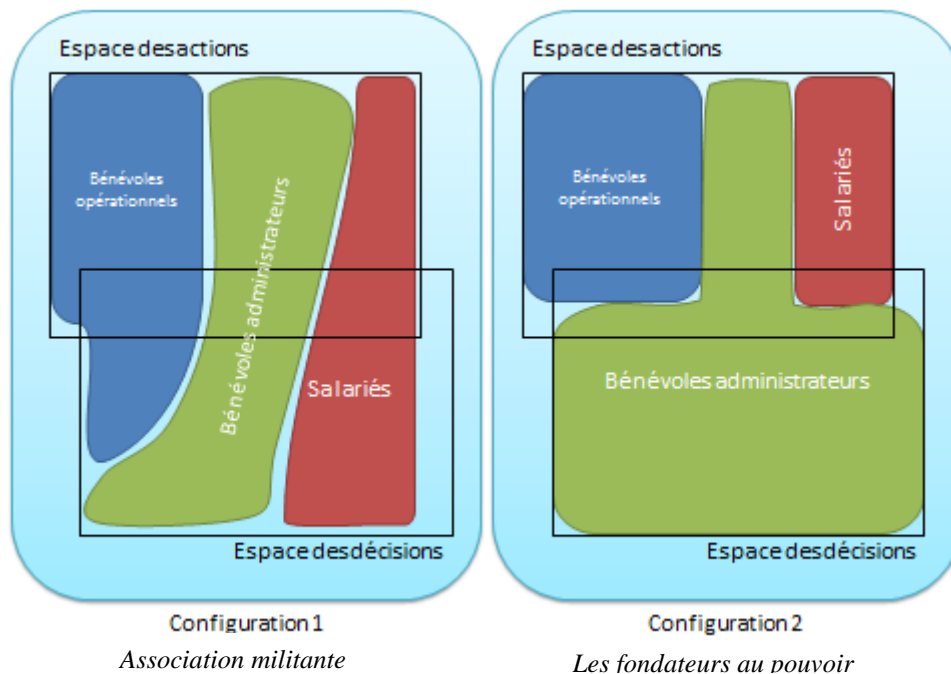 Espace desactions
Bénévoles
opérationnels
Bénévoles administrateurs
Salariés
Espace desdécisions
Configuration 1
Association militante
Espace desactions
Bénévoles
opérationnels
Salariés
Bénévoles administrateurs
Espace desdécisions
Configuration 2
Les fondateurs au pouvoir